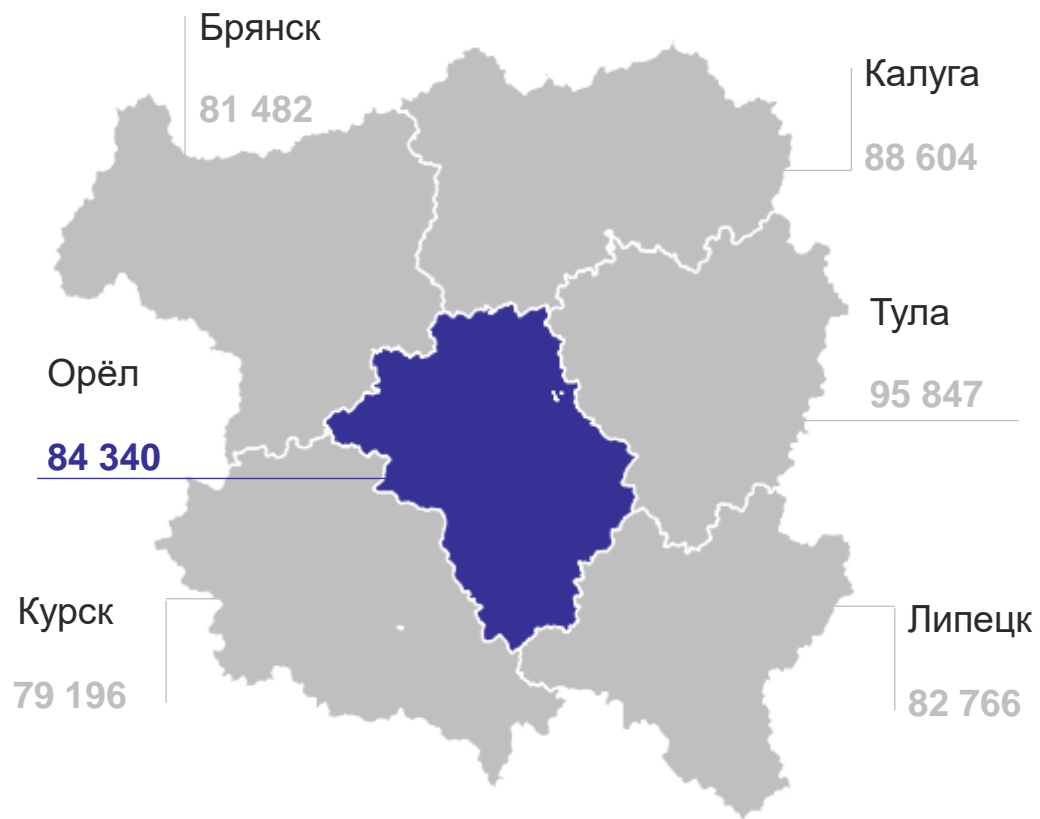 Брянск
81 482
Калуга
88 604
Тула
95 847
Орёл
84 340
Курск
79 196
Липецк
82 766